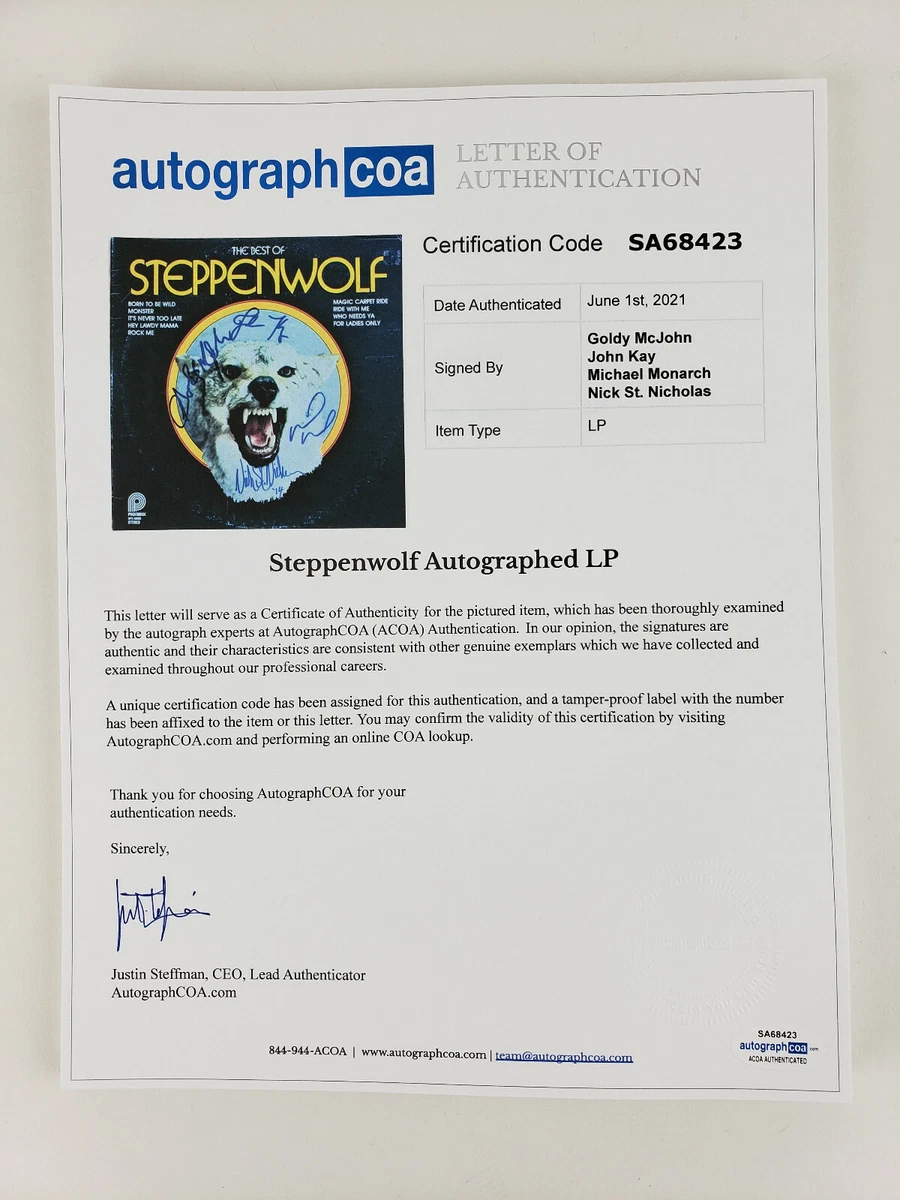 autographcoa
LETTER OF
AUTHENTICATION
THE BEST OF
STEPPENWOLF
BORN TO BE WILD
MONSTER
IT'S NEVER TOO LATE
HEY LAWDY MAMA
ROCK ME
MAGIC CARPET RIDE
RIDE WITH ME
WHO NEEDS YA
FOR LADIES ONLY
Certification Code SA68423
Date Authenticated June 1st, 2021
Signed By
Goldy McJohn
John Kay
Michael Monarch
Nick St. Nicholas
Item Type LP
Steppenwolf Autographed LP
This letter will serve as a Certificate of Authenticity for the pictured item, which has been thoroughly examined
by the autograph experts at AutographCOA (ACOA) Authentication. In our opinion, the signatures are
authentic and their characteristics are consistent with other genuine exemplars which we have collected and
examined throughout our professional careers.
A unique certification code has been assigned for this authentication, and a tamper-proof label with the number
has been affixed to the item or this letter. You may confirm the validity of this certification by visiting
AutographCOA.com and performing an online COA lookup.
Thank you for choosing AutographCOA for your
authentication needs.
Sincerely,
Justin Steffman, CEO, Lead Authenticator
AutographCOA.com
844-944-ACOA | www.autographcoa.com | team@autographcoa.com
SA68423
autographcoa.com
ACOA AUTHENTICATED